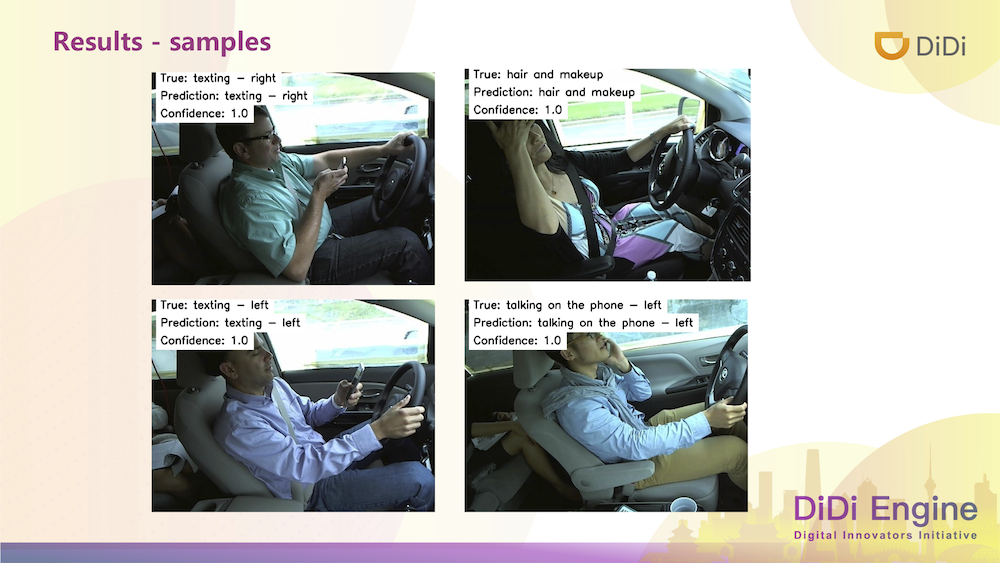 Results - samples
DiDi
True: texting - right
Prediction: texting - right
Confidence: 1.0
True: hair and makeup
Prediction: hair and makeup
Confidence: 1.0
True: texting - left
Prediction: texting - left
Confidence: 1.0
True: talking on the phone - left
Prediction: talking on the phone - left
Confidence: 1.0
DiDi Engine
Digital Innovators Initiative